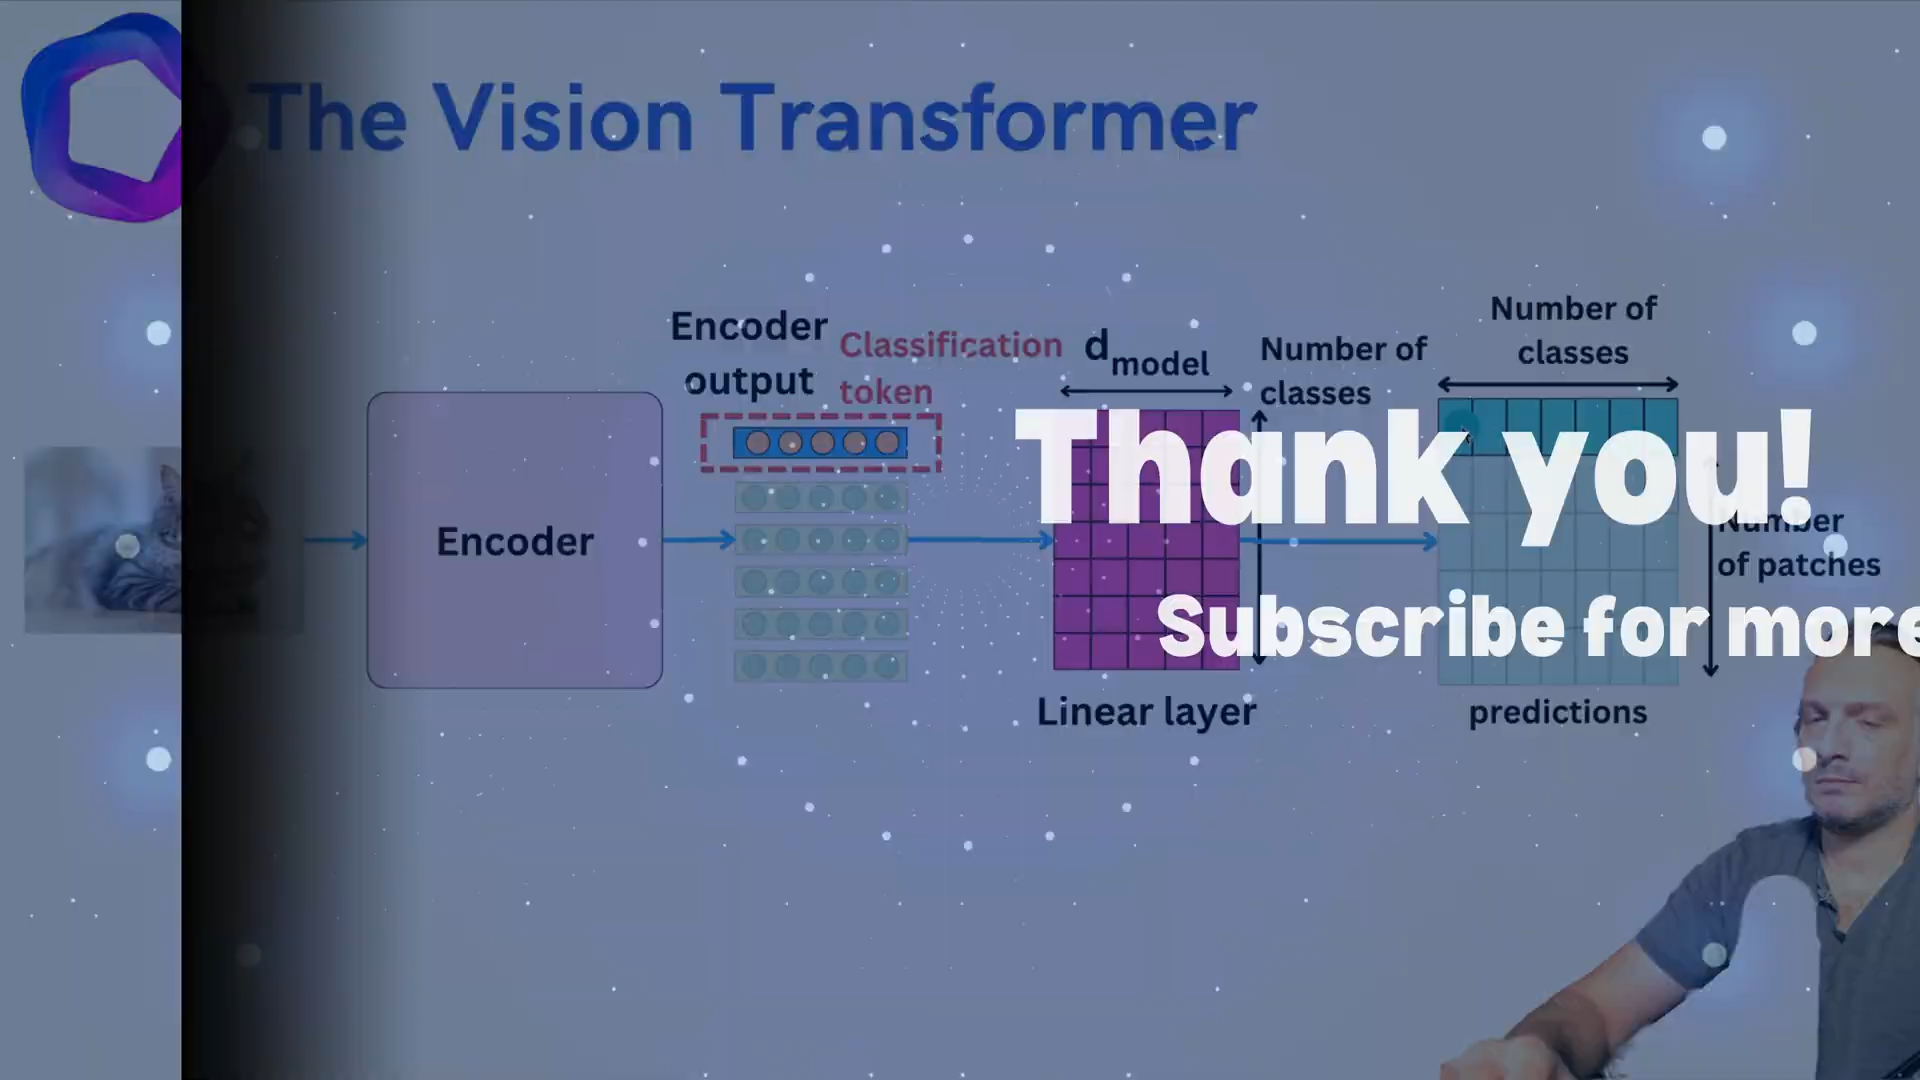 The Vision Transformer
Encoder
output
Classification
token
d model
Number of
classes
Number of
classes
Thank you!
Encoder
Number
of patches
Subscribe for more
Linear layer
predictions